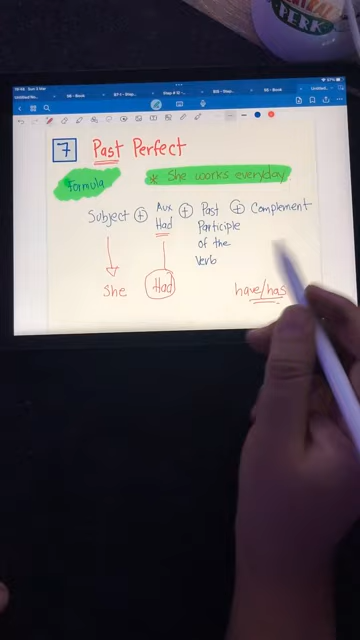 PERK
7 Past Perfect
Formula
* She works everyday
Subject + Aux Had + Past Participle of the Verb + Complement
She Had
have/has